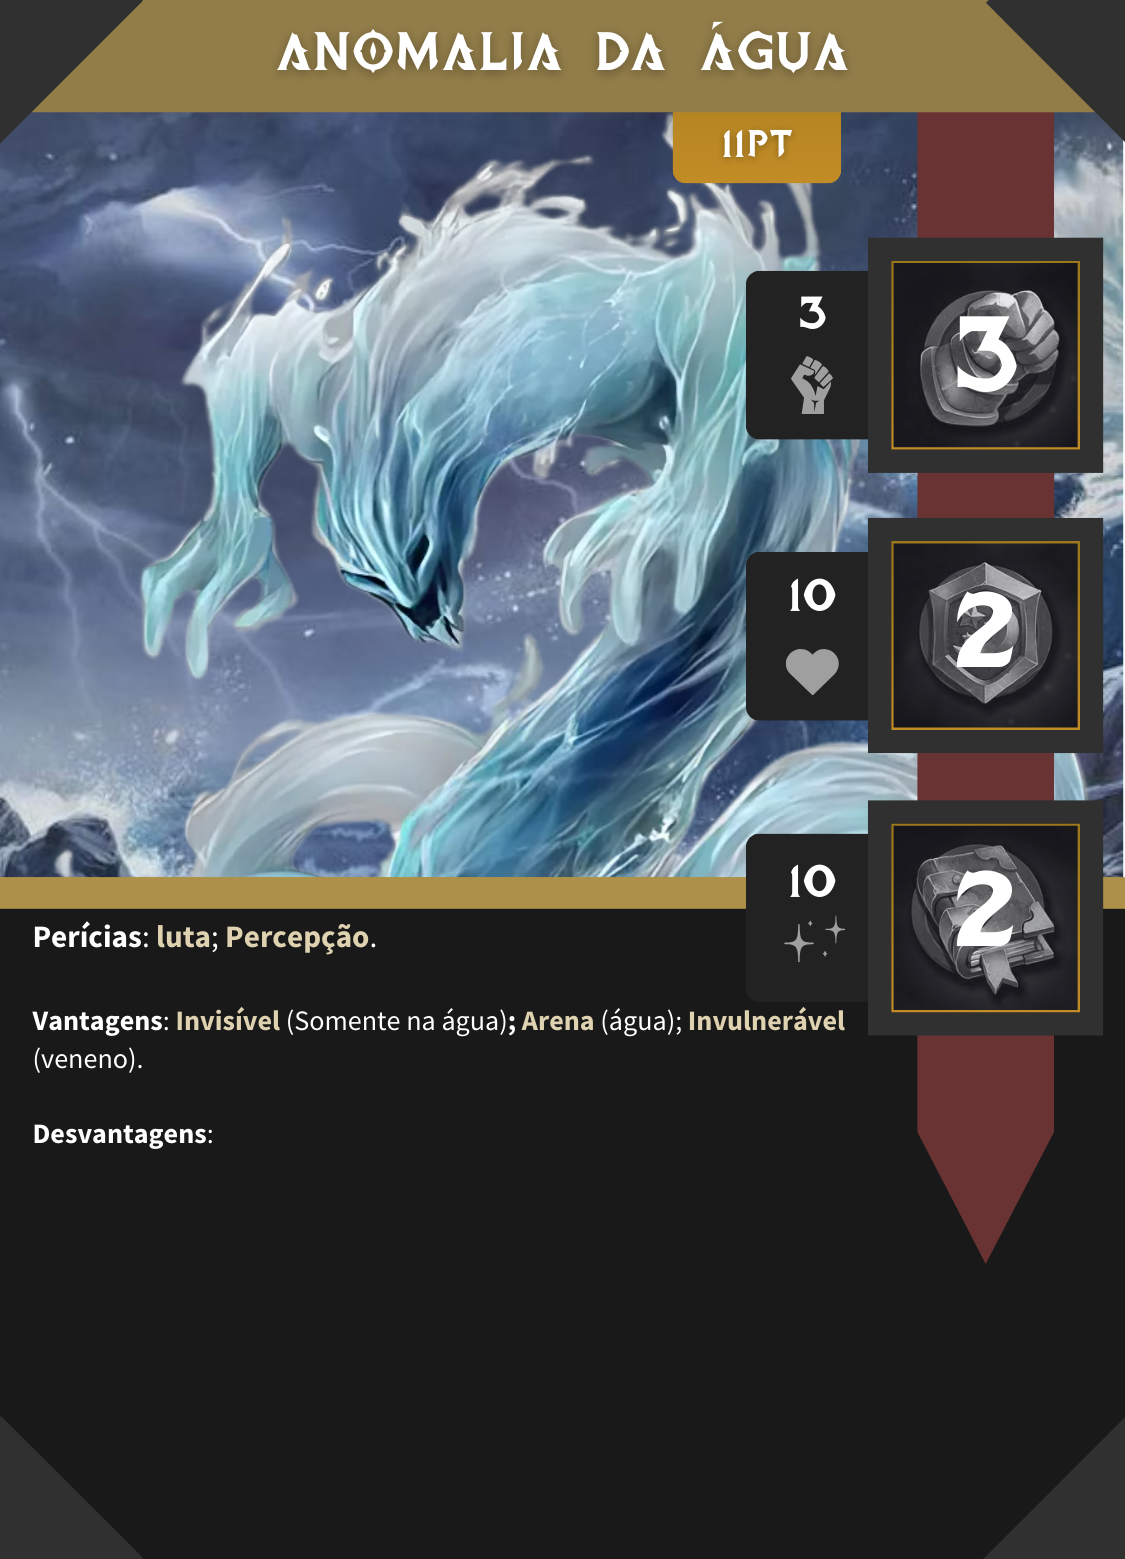 ANOMALIA DA ÁGUA
11PT
3
3
10
2
10
2
Perícias: luta; Percepção.
Vantagens: Invisível (Somente na água); Arena (água); Invulnerável
(veneno).
Desvantagens: